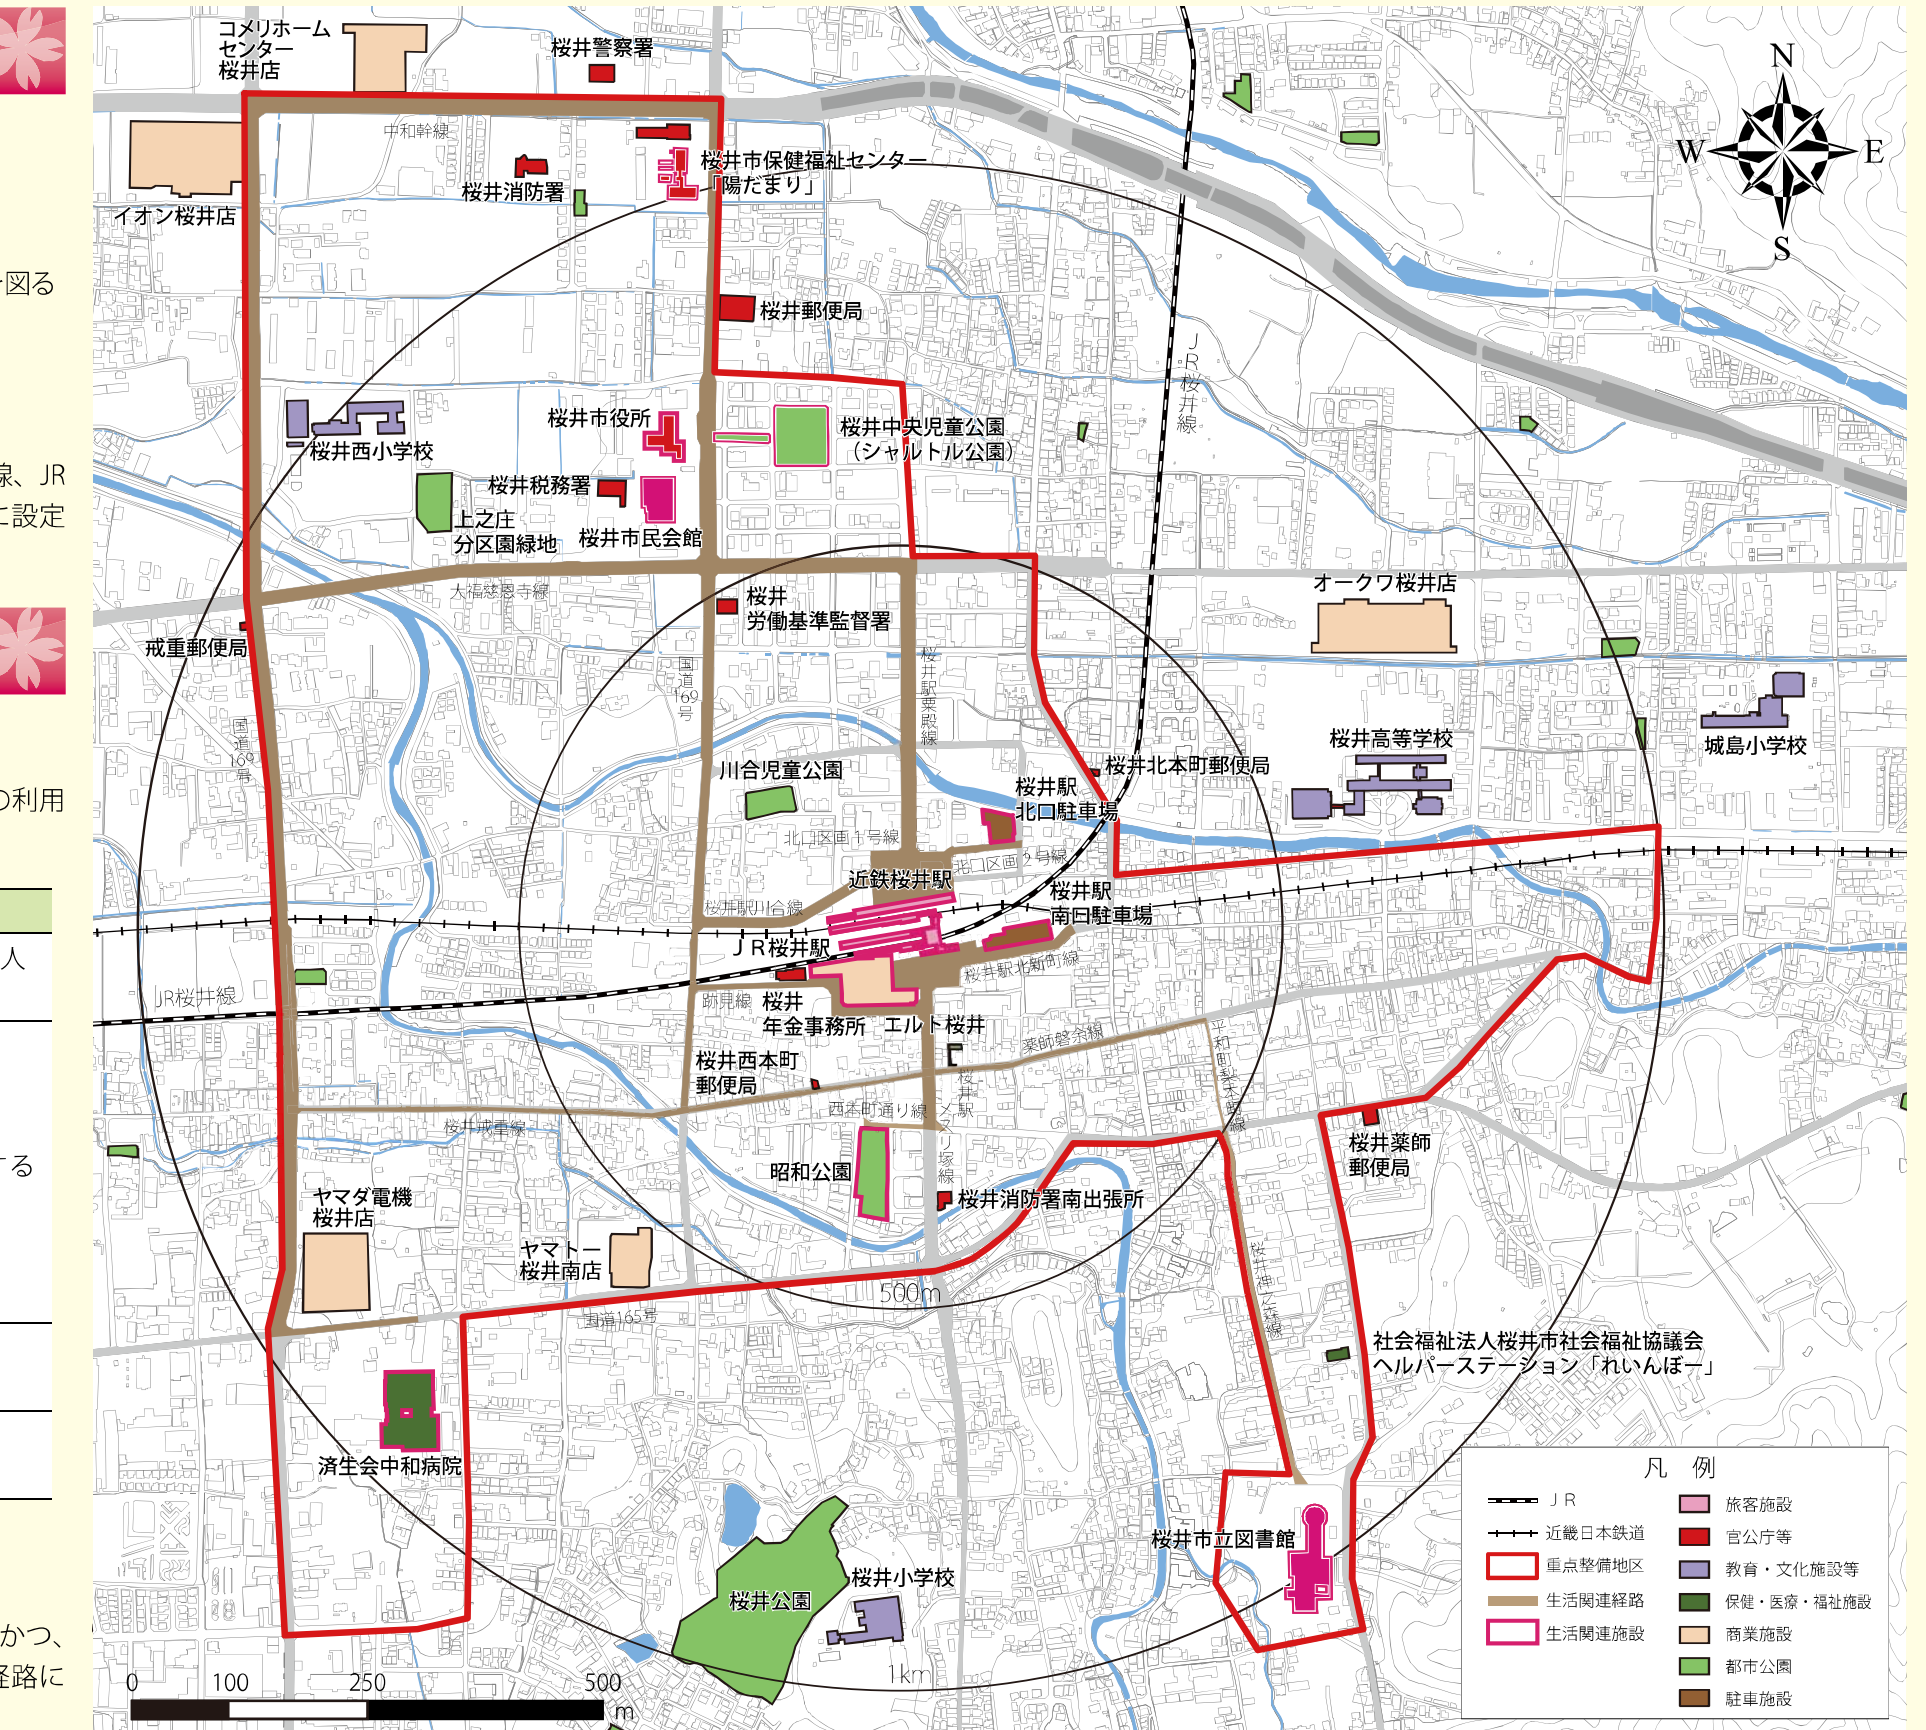 を図る
線、JR
に設定
の利用
人
する
かつ、
経路に
コメリホーム
センター
桜井店
桜井警察署
中和幹線
イオン桜井店
桜井消防署
桜井市保健福祉センター
「陽だまり」
桜井郵便局
N
W
E
S
JR桜井線
桜井西小学校
桜井市役所
桜井中央児童公園
（シャルトル公園）
桜井税務署
上之庄
分区園緑地
桜井市民会館
大福慈恩寺線
桜井
労働基準監督署
オークワ桜井店
戒重郵便局
国道169号
国道169号
桜井駅粟殿線
城島小学校
桜井高等学校
川合児童公園
桜井北本町郵便局
桜井駅
北口駐車場
北口区画1号線
北口区画2号線
近鉄桜井駅
桜井駅
南口駐車場
桜井駅川合線
JR桜井駅
桜井駅北新町線
JR桜井線
跡見線
桜井
年金事務所
エルト桜井
薬師磐余線
桜井西本町
郵便局
西本町通り線
桜井戒重線
桜井薬師
郵便局
昭和公園
桜井消防署南出張所
ヤマダ電機
桜井店
ヤマトー
桜井南店
500m
国道165号
社会福祉法人桜井市社会福祉協議会
ヘルパーステーション「れいんぼー」
済生会中和病院
桜井市立図書館
桜井小学校
桜井公園
1km
0 100 250 500
m
凡　例
JR
近畿日本鉄道
重点整備地区
生活関連経路
生活関連施設
旅客施設
官公庁等
教育・文化施設等
保健・医療・福祉施設
商業施設
都市公園
駐車施設